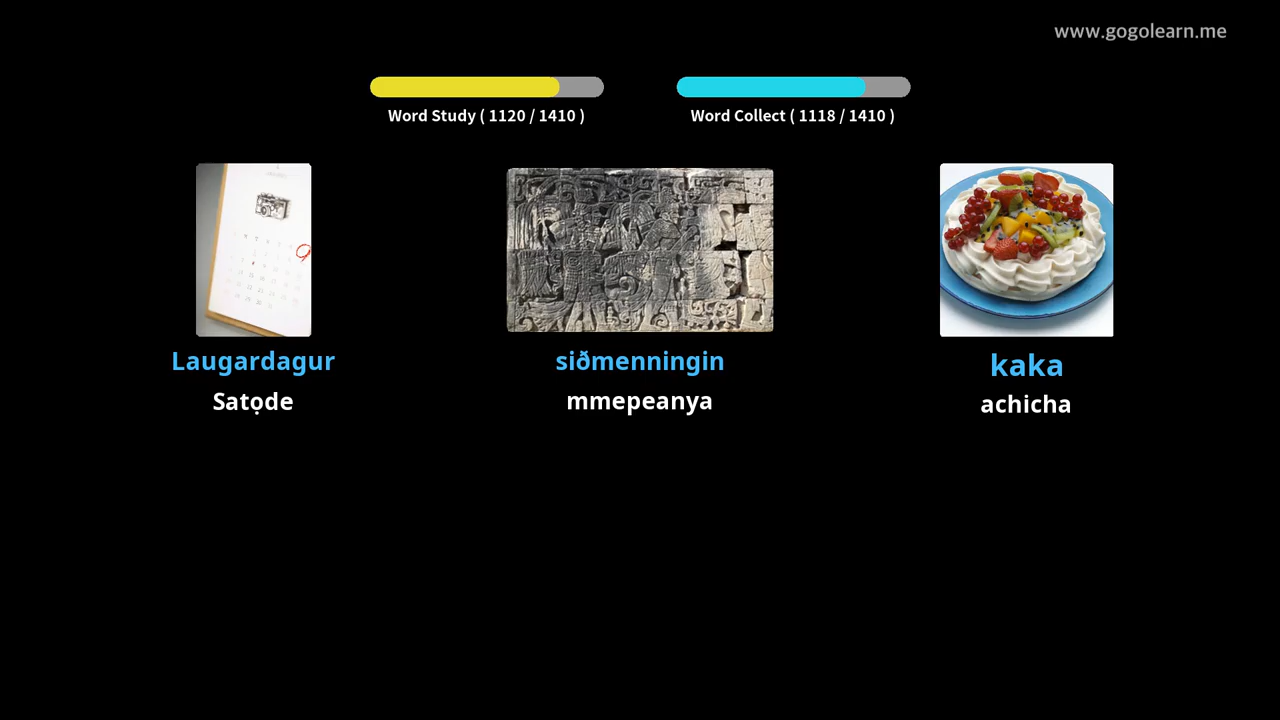 www.gogolearn.me
Word Study ( 1120 / 1410 )
Word Collect ( 1118 / 1410 )
Laugardagur
siðmenningin
kaka
Satọde
mmepeanya
achicha